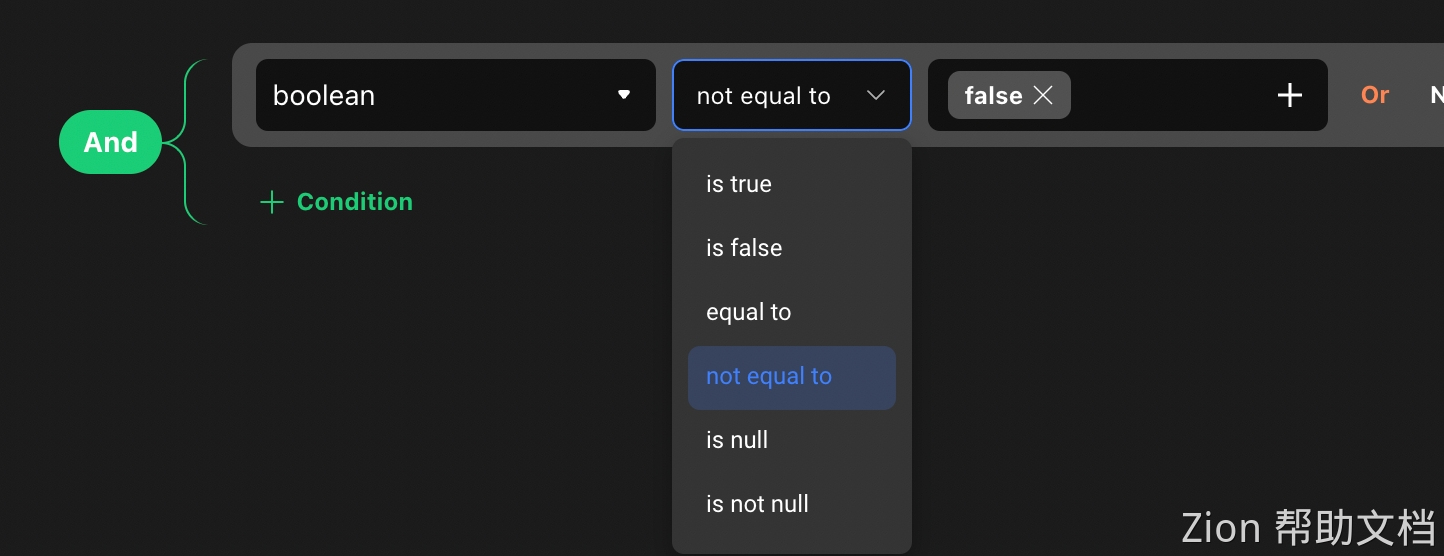 And
boolean
not equal to
false
Or
is true
is false
equal to
not equal to
is null
is not null
Condition
Zion 帮助文档